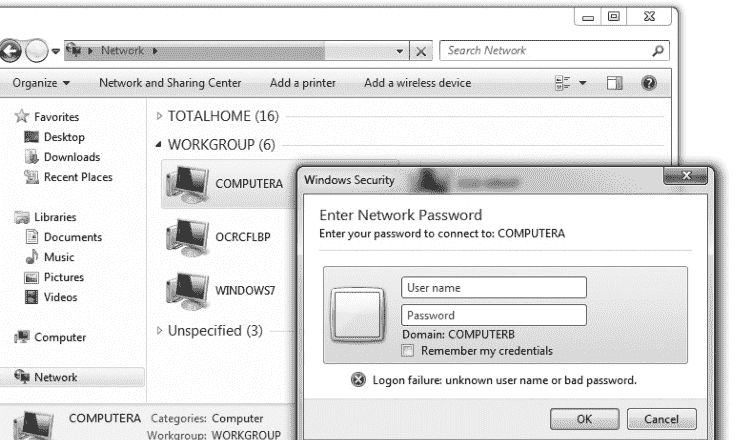 Network
Search Network
Organize
Network and Sharing Center
Add a printer
Add a wireless device
Favorites
Desktop
Downloads
Recent Places
Libraries
Documents
Music
Pictures
Videos
Computer
Network
TOTALHOME (16)
WORKGROUP (6)
COMPUTERA
OCRCFLBP
WINDOWS7
Unspecified (3)
Windows Security
Enter Network Password
Enter your password to connect to: COMPUTERA
User name
Password
Domain: COMPUTERB
Remember my credentials
Logon failure: unknown user name or bad password.
OK
Cancel
COMPUTERA
Categories: Computer
Workgroup: WORKGROUP